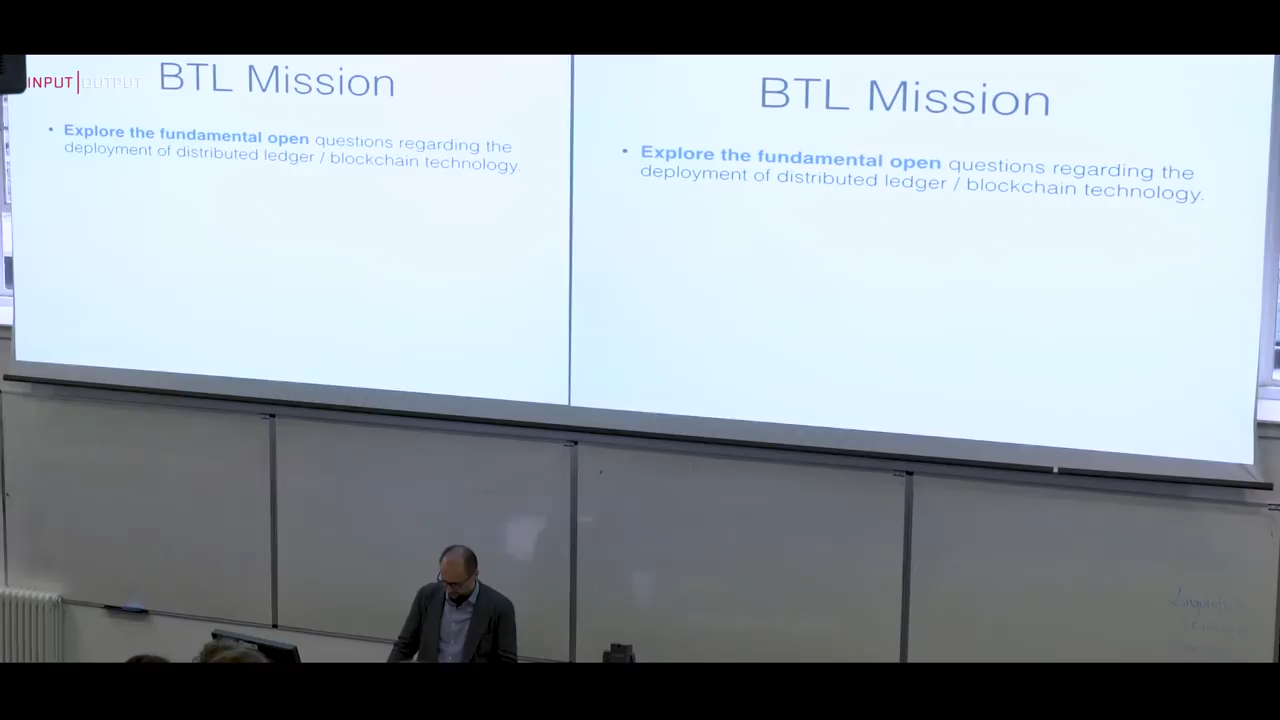 INPUT|OUTPUT
BTL Mission
• Explore the fundamental open questions regarding the
deployment of distributed ledger / blockchain technology.
BTL Mission
• Explore the fundamental open questions regarding the
deployment of distributed ledger / blockchain technology.